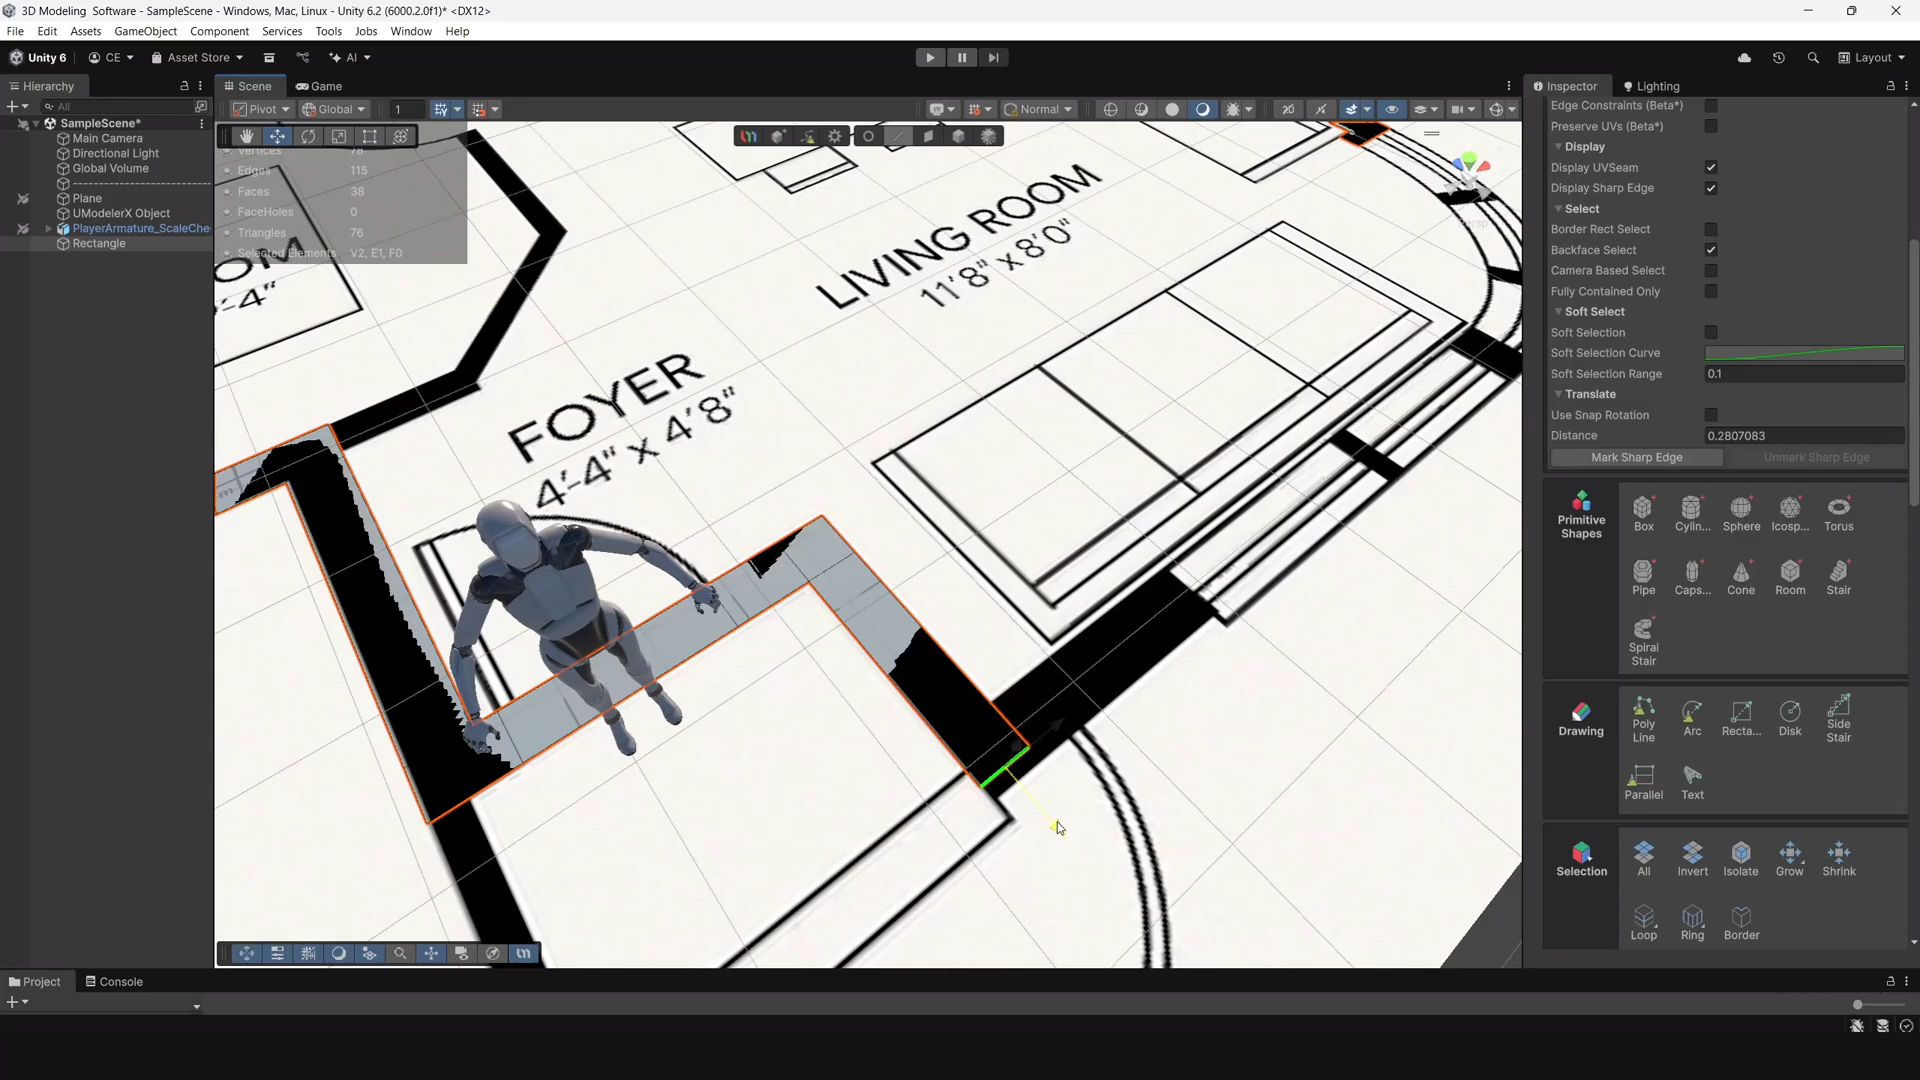 3D Modeling Software - SampleScene - Windows, Mac, Linux - Unity 6.2 (6000.2.0f1)* <DX12>
File Edit Assets GameObject Component Services Tools Jobs Window Help
Unity 6 CE Asset Store AI Layout
Hierarchy Scene Game Inspector Lighting
All Pivot Global 1 Normal 2D
SampleScene*
Main Camera
Directional Light
Global Volume
----------------------------
Plane
UModelerX Object
PlayerArmature_ScaleChe
Rectangle
Vertices 78
Edges 115
Faces 38
FaceHoles 0
Triangles 76
Selected Elements V2, E1, F0
LIVING ROOM
11'8" x 8'0"
FOYER
4'-4" x 4'8"
OM
'-4"
Persp
Edge Constraints (Beta*)
Preserve UVs (Beta*)
Display
Display UVSeam
Display Sharp Edge
Select
Border Rect Select
Backface Select
Camera Based Select
Fully Contained Only
Soft Select
Soft Selection
Soft Selection Curve
Soft Selection Range 0.1
Translate
Use Snap Rotation
Distance 0.2807083
Mark Sharp Edge Unmark Sharp Edge
Primitive Shapes
Box Cylin... Sphere Icosp... Torus
Pipe Caps... Cone Room Stair
Spiral Stair
Drawing
Poly Line Arc Recta... Disk Side Stair
Parallel Text
Selection
All Invert Isolate Grow Shrink
Loop Ring Border
Project Console